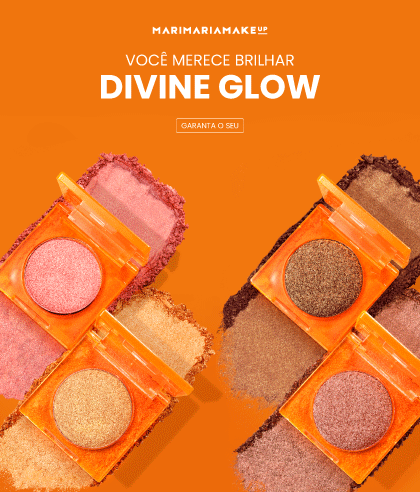 MARIMARIAMAKEUP
VOCÊ MERECE BRILHAR
DIVINE GLOW
GARANTA O SEU